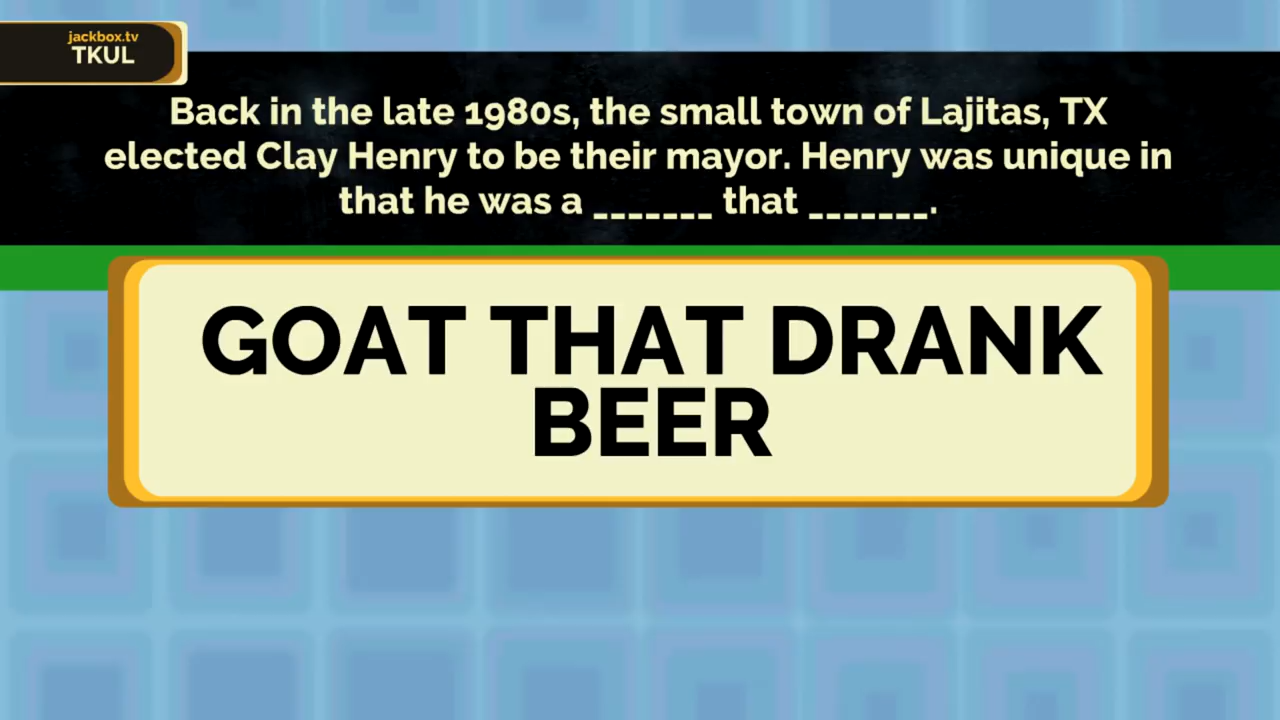 jackbox.tv
TKUL
Back in the late 1980s, the small town of Lajitas, TX
elected Clay Henry to be their mayor. Henry was unique in
that he was a _______ that _______.
GOAT THAT DRANK
BEER